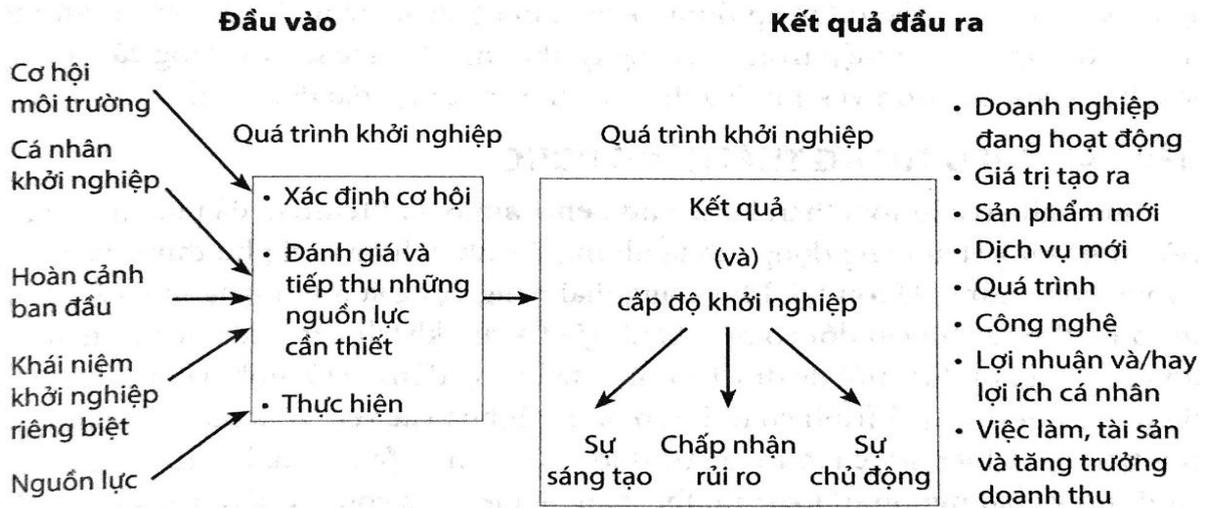 Đầu vào
Kết quả đầu ra
Cơ hội
môi trường
Cá nhân
khởi nghiệp
Hoàn cảnh
ban đầu
Khái niệm
khởi nghiệp
riêng biệt
Nguồn lực
Quá trình khởi nghiệp
• Xác định cơ hội
• Đánh giá và
tiếp thu những
nguồn lực
cần thiết
• Thực hiện
Quá trình khởi nghiệp
Kết quả
(và)
cấp độ khởi nghiệp
Sự
sáng tạo
Chấp nhận
rủi ro
Sự
chủ động
• Doanh nghiệp
đang hoạt động
• Giá trị tạo ra
• Sản phẩm mới
• Dịch vụ mới
• Quá trình
• Công nghệ
• Lợi nhuận và/hay
lợi ích cá nhân
• Việc làm, tài sản
và tăng trưởng
doanh thu